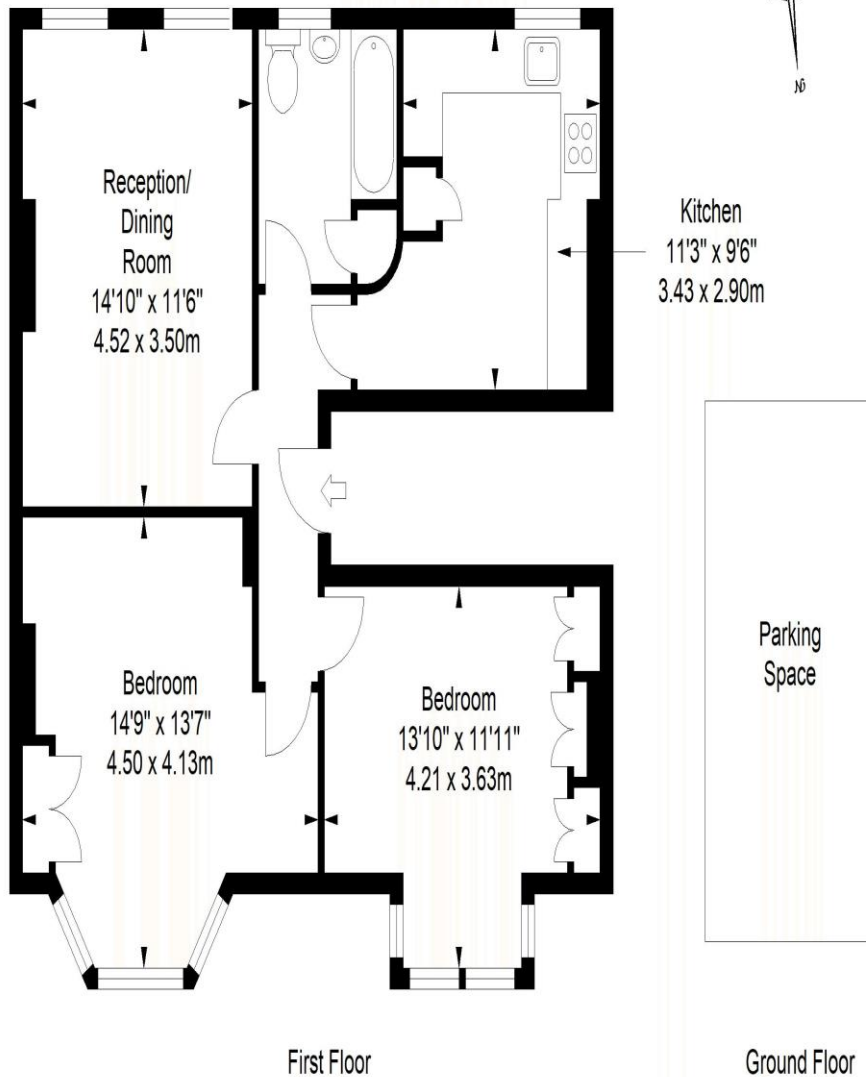 Reception/
Dining
Room
14'10" x 11'6"
4.52 x 3.50m
Kitchen
11'3" x 9'6"
3.43 x 2.90m
Parking
Space
Bedroom
14'9" x 13'7"
4.50 x 4.13m
Bedroom
13'10" x 11'11"
4.21 x 3.63m
First Floor
Ground Floor